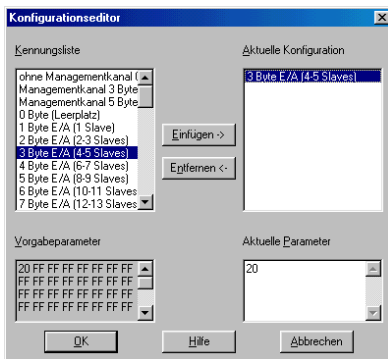 Konfigurationseditor
Kennungsliste
ohne Managementkanal
Managementkanal 3 Byte
Managementkanal 5 Byte
0 Byte (Leerplatz)
1 Byte E/A (1 Slave)
2 Byte E/A (2-3 Slaves)
3 Byte E/A (4-5 Slaves)
4 Byte E/A (6-7 Slaves)
5 Byte E/A (8-9 Slaves)
6 Byte E/A (10-11 Slaves
7 Byte E/A (12-13 Slaves
Einfügen ->
Entfernen <-
Aktuelle Konfiguration
3 Byte E/A (4-5 Slaves)
Vorgabeparameter
20 FF FF FF FF FF FF FF
FF FF FF FF FF FF FF FF
FF FF FF FF FF FF FF FF
FF FF FF FF FF FF FF FF
Aktuelle Parameter
20
OK
Hilfe
Abbrechen